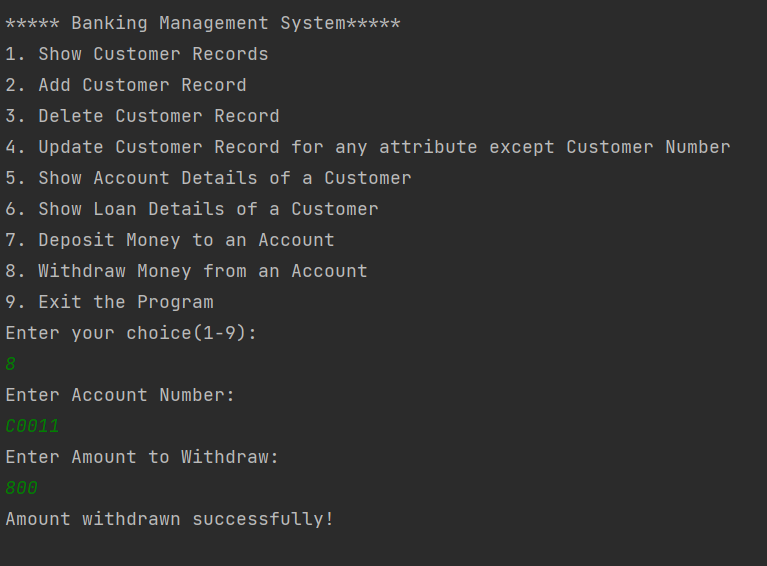 ***** Banking Management System*****
1. Show Customer Records
2. Add Customer Record
3. Delete Customer Record
4. Update Customer Record for any attribute except Customer Number
5. Show Account Details of a Customer
6. Show Loan Details of a Customer
7. Deposit Money to an Account
8. Withdraw Money from an Account
9. Exit the Program
Enter your choice(1-9):
8
Enter Account Number:
C0011
Enter Amount to Withdraw:
800
Amount withdrawn successfully!